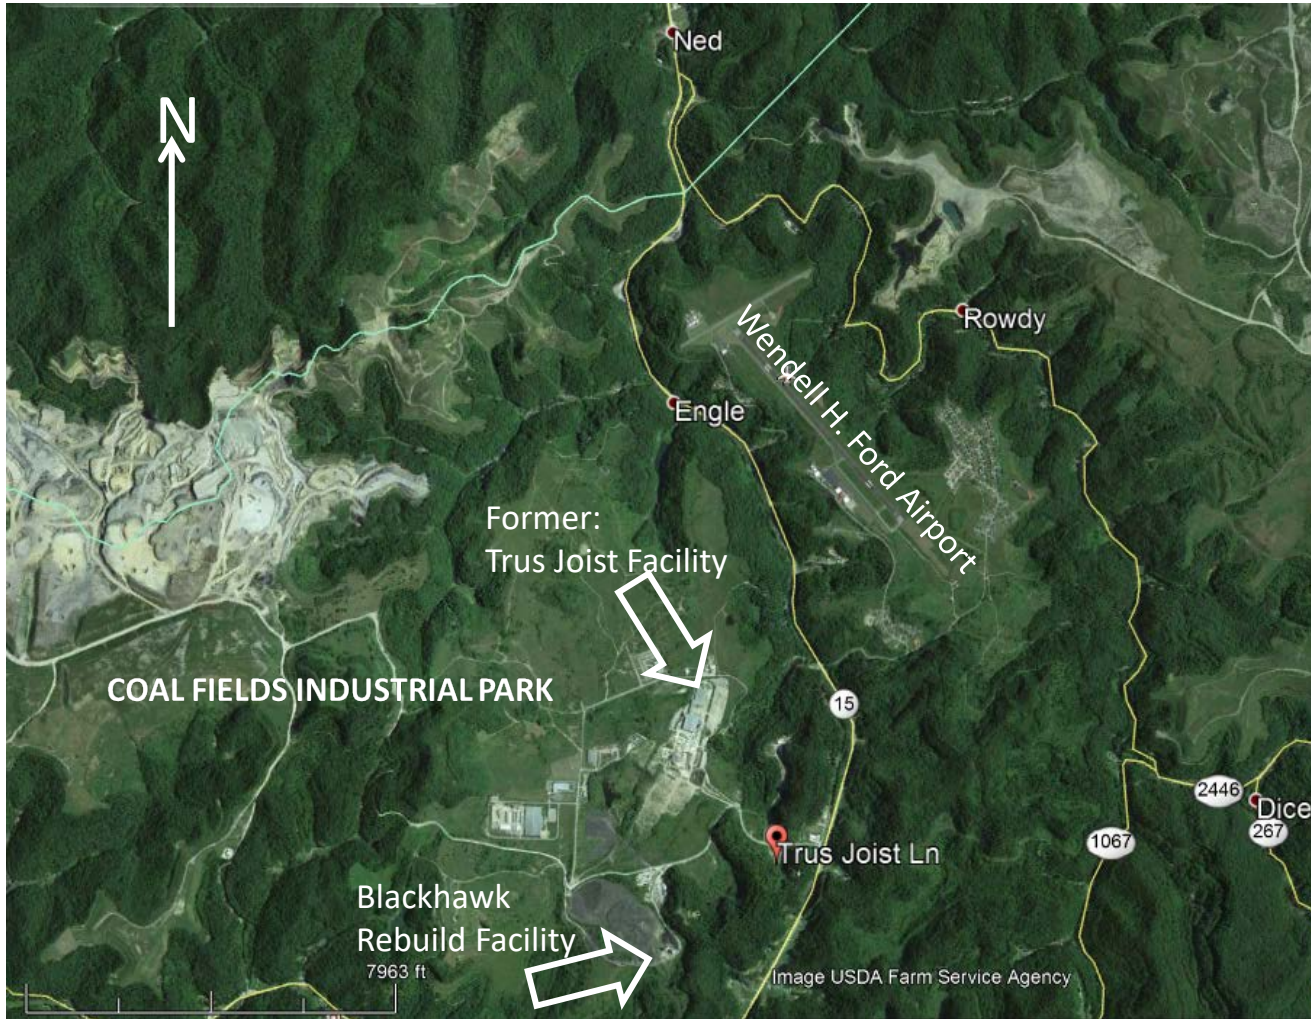 Ned
N
Rowdy
Wendell H. Ford Airport
Engle
Former:
Trus Joist Facility
COAL FIELDS INDUSTRIAL PARK
15
2446
Dice
267
1067
Trus Joist Ln
Blackhawk
Rebuild Facility
7963 ft
Image USDA Farm Service Agency